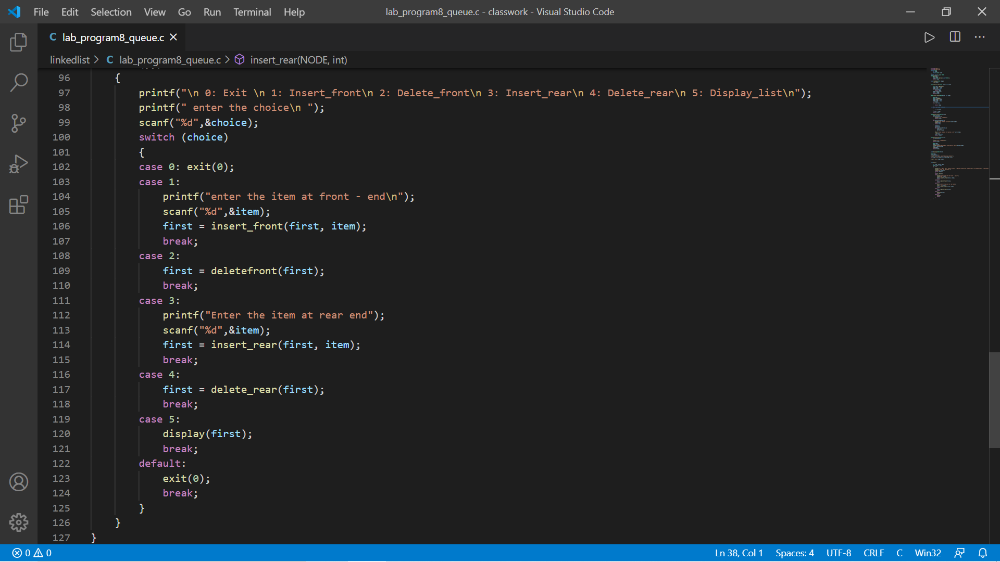 File Edit Selection View Go Run Terminal Help lab_program8_queue.c - classwork - Visual Studio Code
C lab_program8_queue.c
linkedlist > C lab_program8_queue.c > insert_rear(NODE, int)
96 {
97 printf("\n 0: Exit \n 1: Insert_front\n 2: Delete_front\n 3: Insert_rear\n 4: Delete_rear\n 5: Display_list\n");
98 printf(" enter the choice\n ");
99 scanf("%d",&choice);
100 switch (choice)
101 {
102 case 0: exit(0);
103 case 1:
104 printf("enter the item at front - end\n");
105 scanf("%d",&item);
106 first = insert_front(first, item);
107 break;
108 case 2:
109 first = deletefront(first);
110 break;
111 case 3:
112 printf("Enter the item at rear end");
113 scanf("%d",&item);
114 first = insert_rear(first, item);
115 break;
116 case 4:
117 first = delete_rear(first);
118 break;
119 case 5:
120 display(first);
121 break;
122 default:
123 exit(0);
124 break;
125 }
126 }
127 }
0 0 Ln 38, Col 1 Spaces: 4 UTF-8 CRLF C Win32